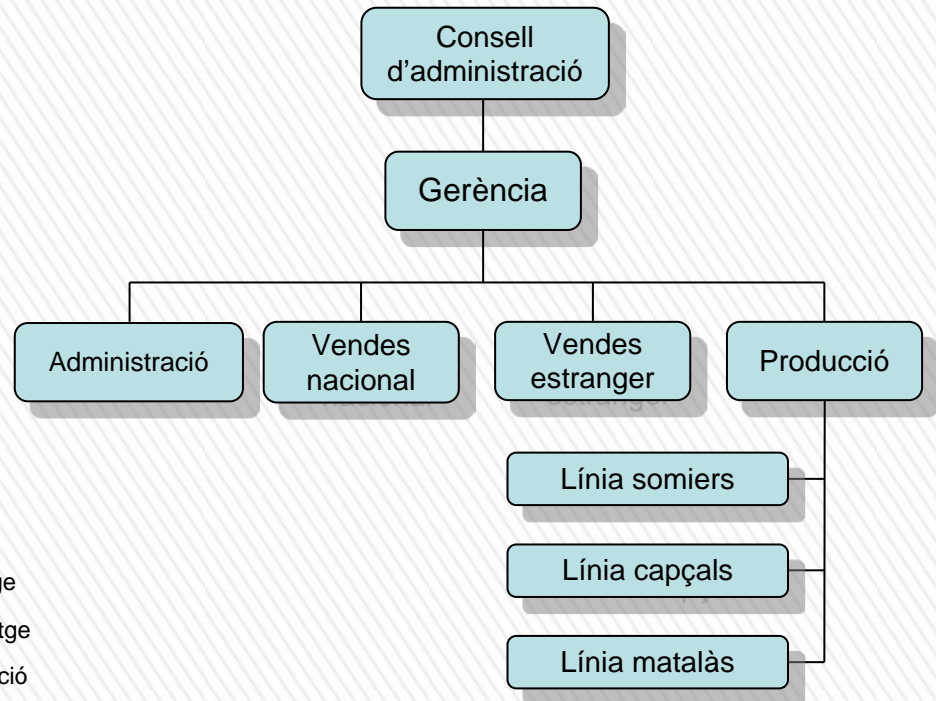 Consell
d'administració
Gerència
Administració
Vendes
nacional
Vendes
estranger
Producció
Línia somiers
Línia capçals
Línia matalàs